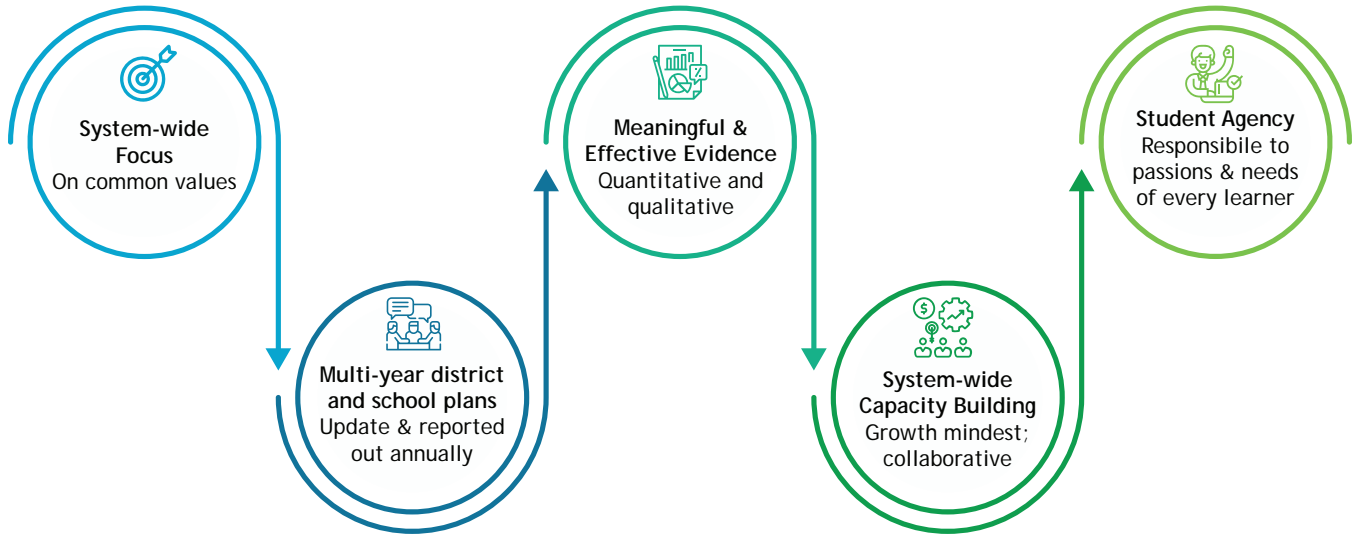 System-wide
Focus
On common values
Multi-year district
and school plans
Update & reported
out annually
Meaningful &
Effective Evidence
Quantitative and
qualitative
$
System-wide
Capacity Building
Growth mindest;
collaborative
Student Agency
Responsibile to
passions & needs
of every learner